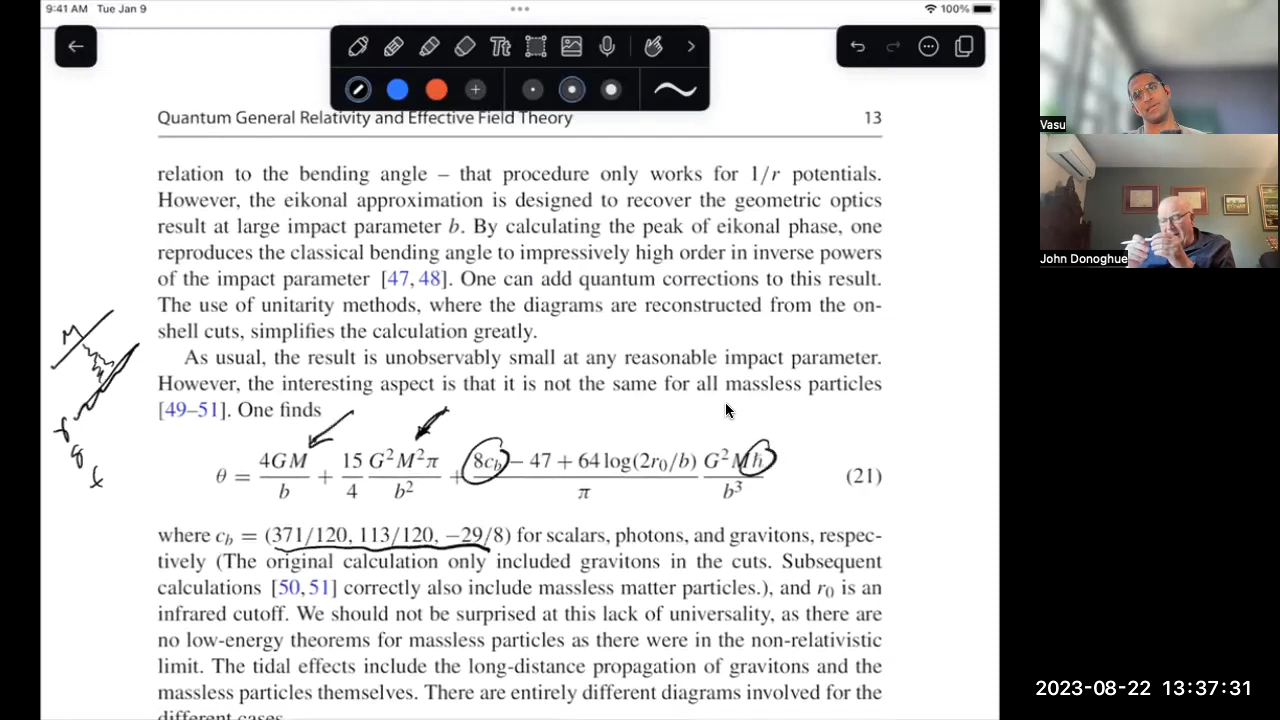 9:41 AM Tue Jan 9
100%
Tt
Quantum General Relativity and Effective Field Theory 13
relation to the bending angle – that procedure only works for 1/r potentials.
However, the eikonal approximation is designed to recover the geometric optics
result at large impact parameter b. By calculating the peak of eikonal phase, one
reproduces the classical bending angle to impressively high order in inverse powers
of the impact parameter [47, 48]. One can add quantum corrections to this result.
The use of unitarity methods, where the diagrams are reconstructed from the on-
shell cuts, simplifies the calculation greatly.
As usual, the result is unobservably small at any reasonable impact parameter.
However, the interesting aspect is that it is not the same for all massless particles
[49–51]. One finds
θ = 4GM/b + 15/4 G²M²π/b² + (8c_b − 47 + 64 log(2r₀/b))/π G²Mℏ/b³ (21)
where c_b = (371/120, 113/120, −29/8) for scalars, photons, and gravitons, respec-
tively (The original calculation only included gravitons in the cuts. Subsequent
calculations [50, 51] correctly also include massless matter particles.), and r₀ is an
infrared cutoff. We should not be surprised at this lack of universality, as there are
no low-energy theorems for massless particles as there were in the non-relativistic
limit. The tidal effects include the long-distance propagation of gravitons and the
massless particles themselves. There are entirely different diagrams involved for the
different cases.
M
Vasu
John Donoghue
2023-08-22 13:37:31